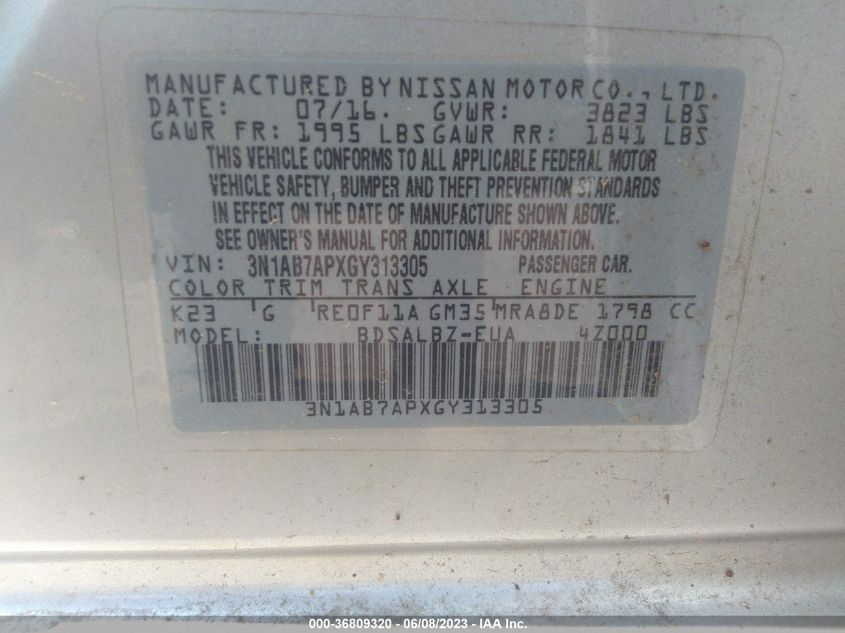 MANUFACTURED BY NISSAN MOTOR CO., LTD.
DATE: 07/16. GVWR: 3823 LBS
GAWR FR: 1995 LBS GAWR RR: 1841 LBS
THIS VEHICLE CONFORMS TO ALL APPLICABLE FEDERAL MOTOR
VEHICLE SAFETY, BUMPER AND THEFT PREVENTION STANDARDS
IN EFFECT ON THE DATE OF MANUFACTURE SHOWN ABOVE.
SEE OWNER'S MANUAL FOR ADDITIONAL INFORMATION.
VIN: 3N1AB7APXGY313305 PASSENGER CAR.
COLOR TRIM TRANS AXLE ENGINE
K23 G RE0F11A GM35 MRA8DE 1798 CC
MODEL: BDSALBZ-EUA 4Z000
3N1AB7APXGY313305
000-36809320 - 06/08/2023 - IAA Inc.